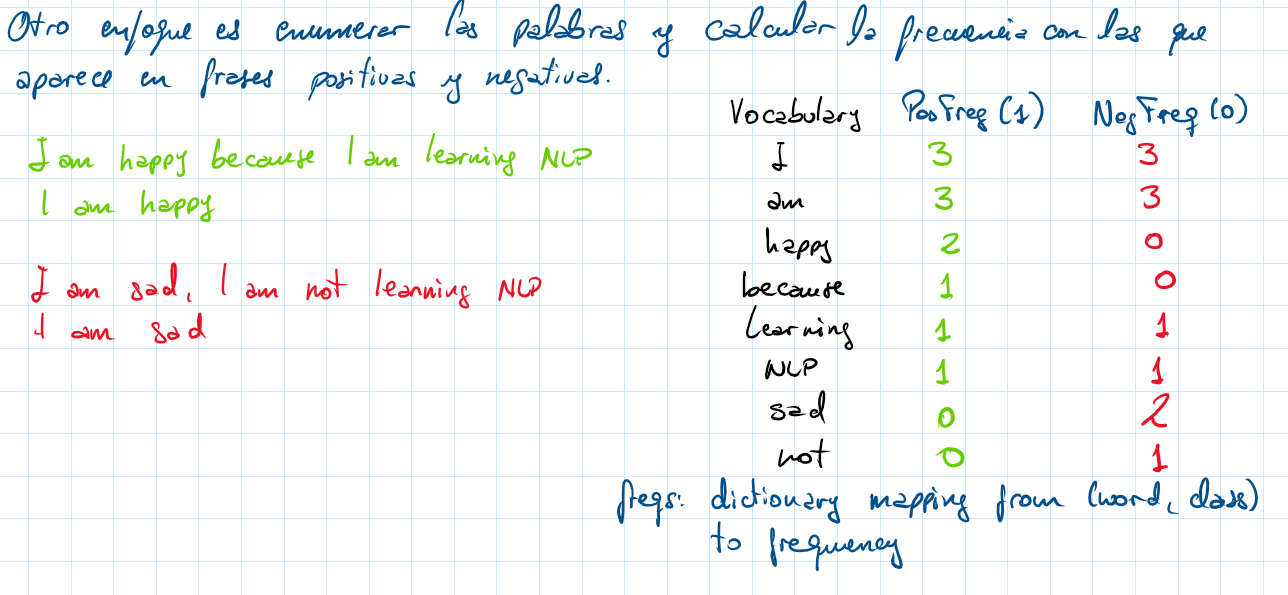 Otro enfoque es enumerar las palabras y calcular la frecuencia con las que
aparece en frases positivas y negativas.
I am happy because I am learning NLP
I am happy
I am sad, I am not learning NLP
I am sad
Vocabulary PosFreq (1) NegFreq (0)
I 3 3
am 3 3
happy 2 0
because 1 0
learning 1 1
NLP 1 1
sad 0 2
not 0 1
freqs: dictionary mapping from (word, class)
to frequency